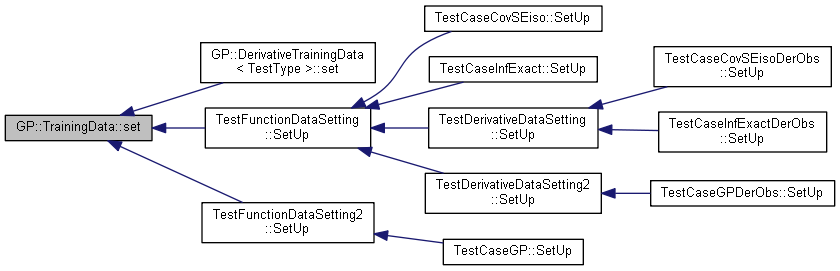 GP::TrainingData::set
GP::DerivativeTrainingData
< TestType >::set
TestFunctionDataSetting
::SetUp
TestFunctionDataSetting2
::SetUp
TestCaseCovSEiso::SetUp
TestCaseInfExact::SetUp
TestDerivativeDataSetting
::SetUp
TestDerivativeDataSetting2
::SetUp
TestCaseGP::SetUp
TestCaseCovSEisoDerObs
::SetUp
TestCaseInfExactDerObs
::SetUp
TestCaseGPDerObs::SetUp